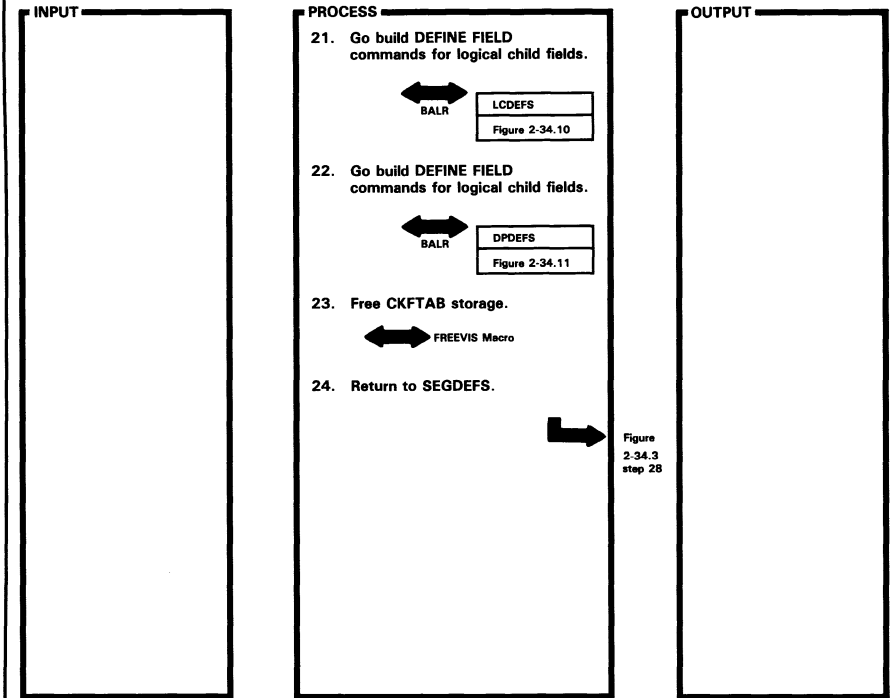 INPUT
PROCESS
OUTPUT
21. Go build DEFINE FIELD
commands for logical child fields.
BALR
LCDEFS
Figure 2-34.10
22. Go build DEFINE FIELD
commands for logical child fields.
BALR
DPDEFS
Figure 2-34.11
23. Free CKFTAB storage.
FREEVIS Macro
24. Return to SEGDEFS.
Figure
2-34.3
step 28